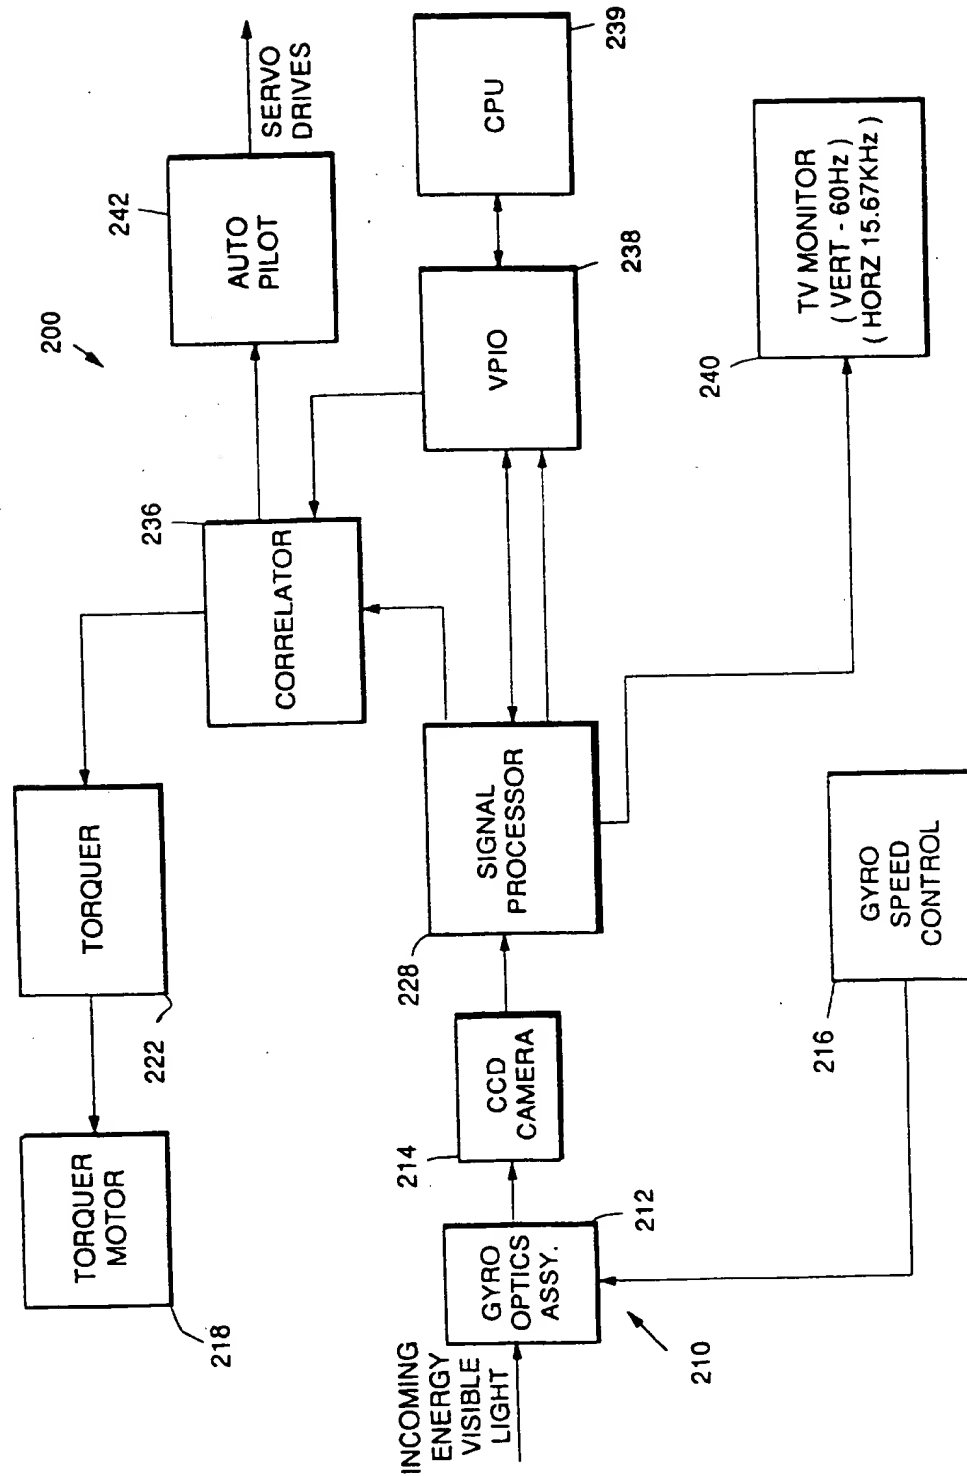 200
TORQUER
MOTOR
218
TORQUER
222
CORRELATOR
236
AUTO
PILOT
242
SERVO
DRIVES
INCOMING
ENERGY
VISIBLE
LIGHT
GYRO
OPTICS
ASSY.
212
210
CCD
CAMERA
214
SIGNAL
PROCESSOR
228
VPIO
238
CPU
239
GYRO
SPEED
CONTROL
216
TV MONITOR
( VERT - 60Hz )
( HORZ 15.67KHz )
240